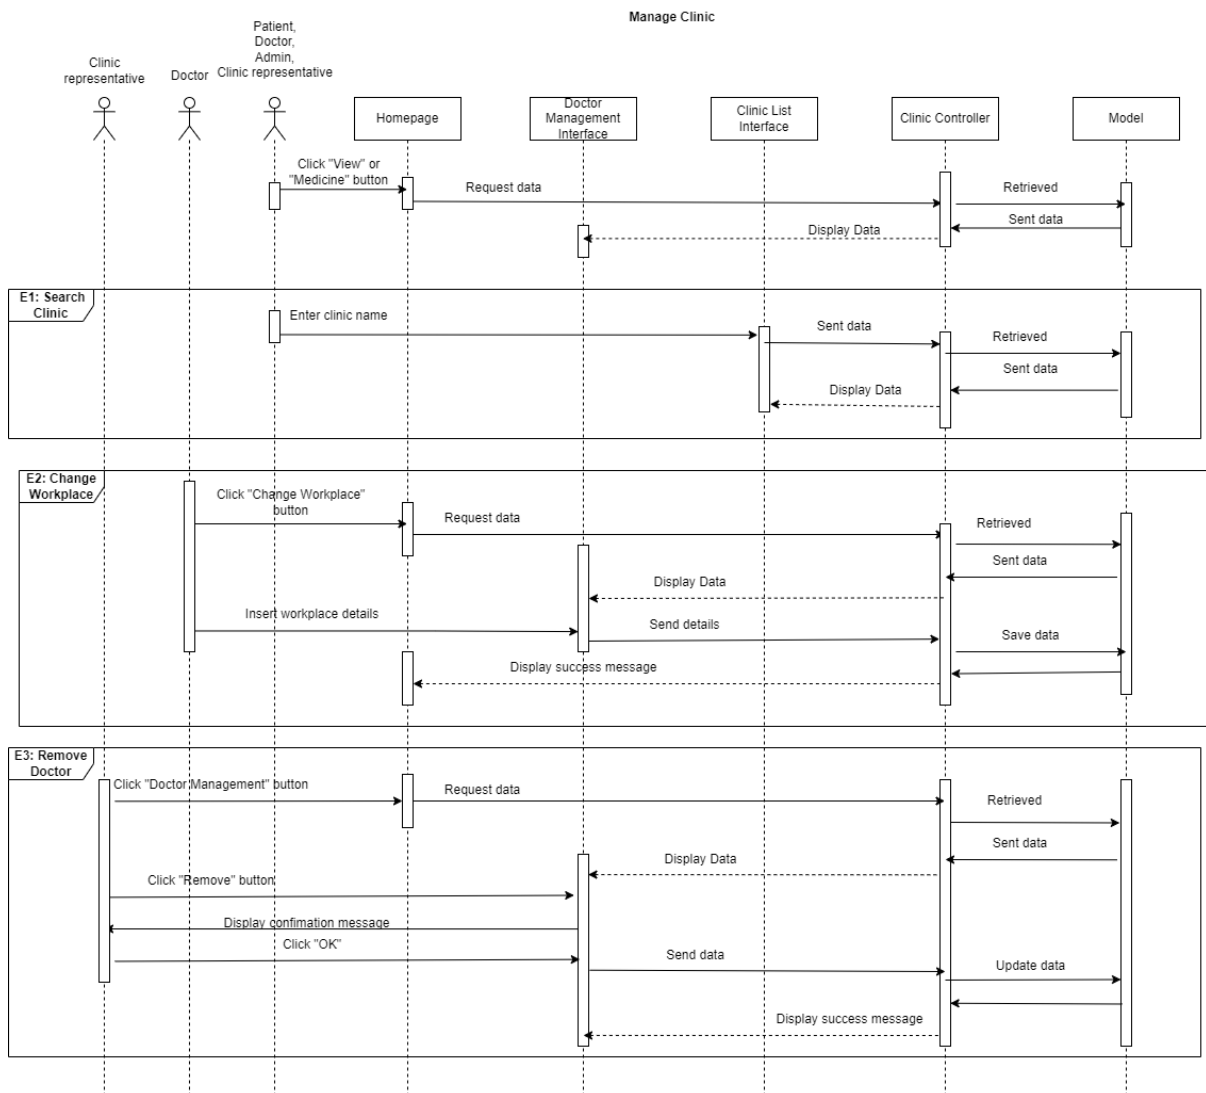 Manage Clinic
Clinic
representative
Doctor
Patient,
Doctor,
Admin,
Clinic representative
Homepage
Doctor
Management
Interface
Clinic List
Interface
Clinic Controller
Model
Click "View" or
"Medicine" button
Request data
Retrieved
Sent data
Display Data
E1: Search
Clinic
Enter clinic name
Sent data
Retrieved
Sent data
Display Data
E2: Change
Workplace
Click "Change Workplace"
button
Request data
Retrieved
Sent data
Display Data
Insert workplace details
Send details
Save data
Display success message
E3: Remove
Doctor
Click "Doctor Management" button
Request data
Retrieved
Sent data
Display Data
Click "Remove" button
Display confimation message
Click "OK"
Send data
Update data
Display success message